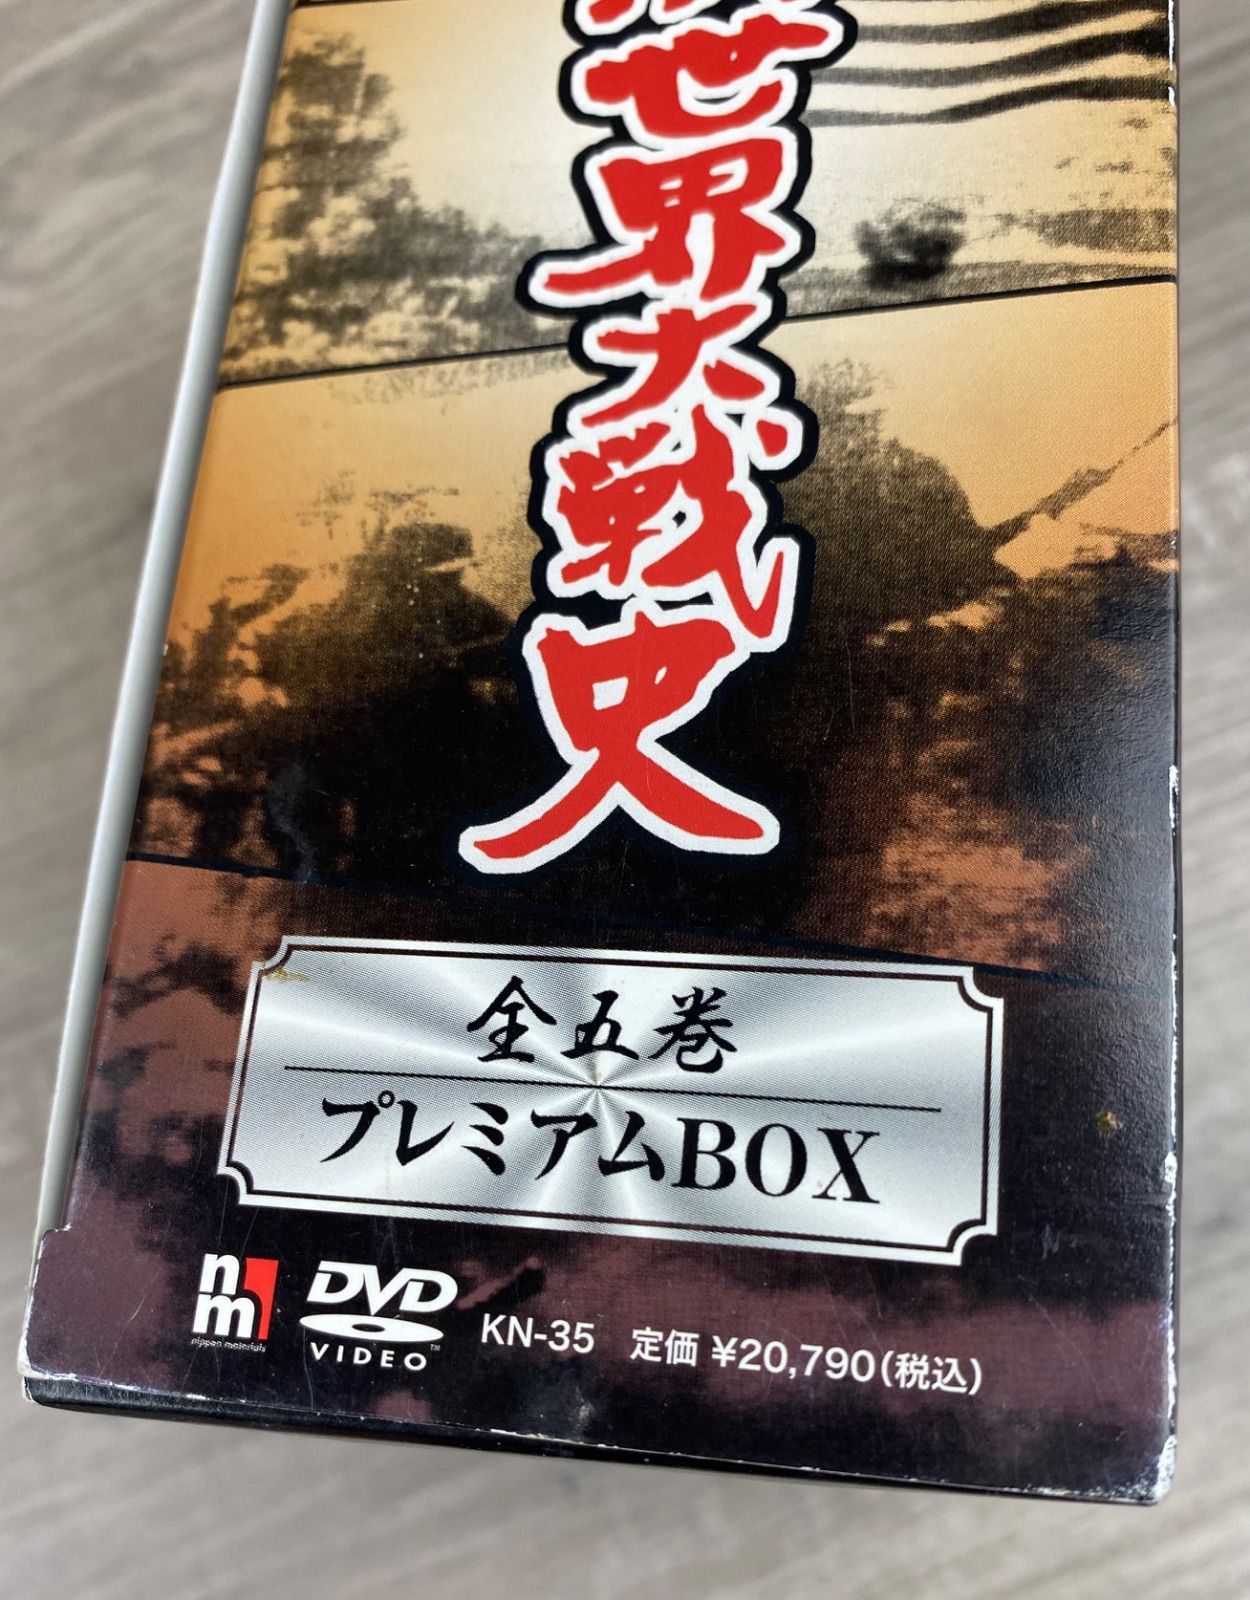 世界大戦史
全五巻
プレミアムBOX
nm
nippon materials
DVD
VIDEO™
KN-35 定価 ¥20,790(税込)